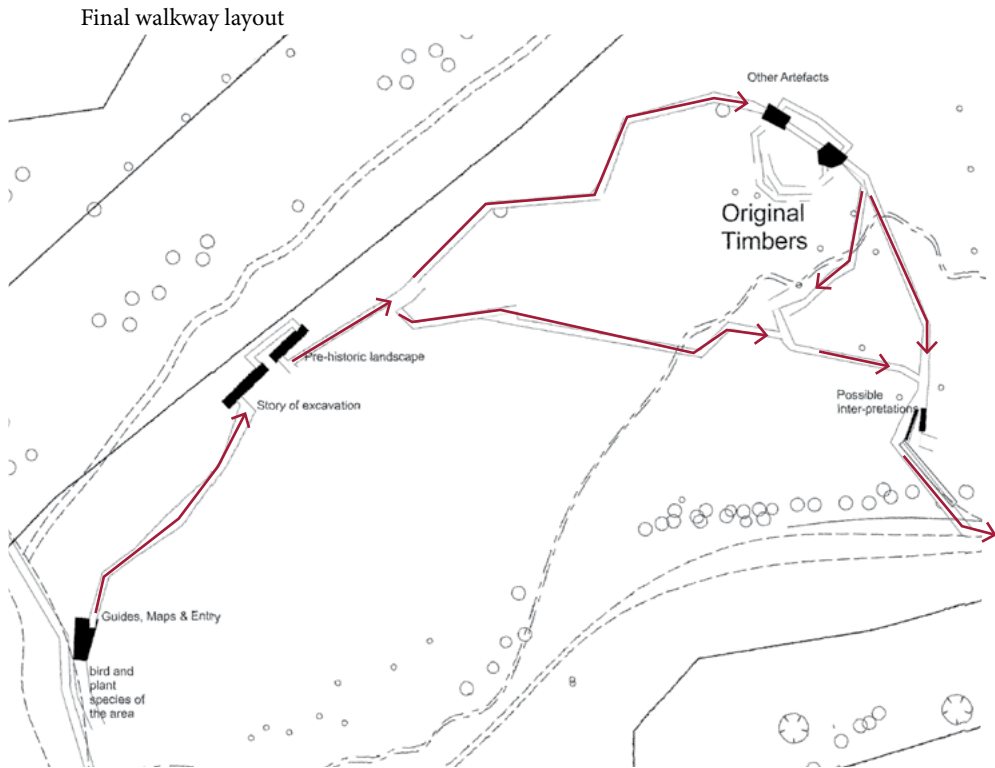 Final walkway layout
Other Artefacts
Original
Timbers
Pre-historic landscape
Story of excavation
Possible
Inter-pretations
Guides, Maps & Entry
bird and
plant
species of
the area